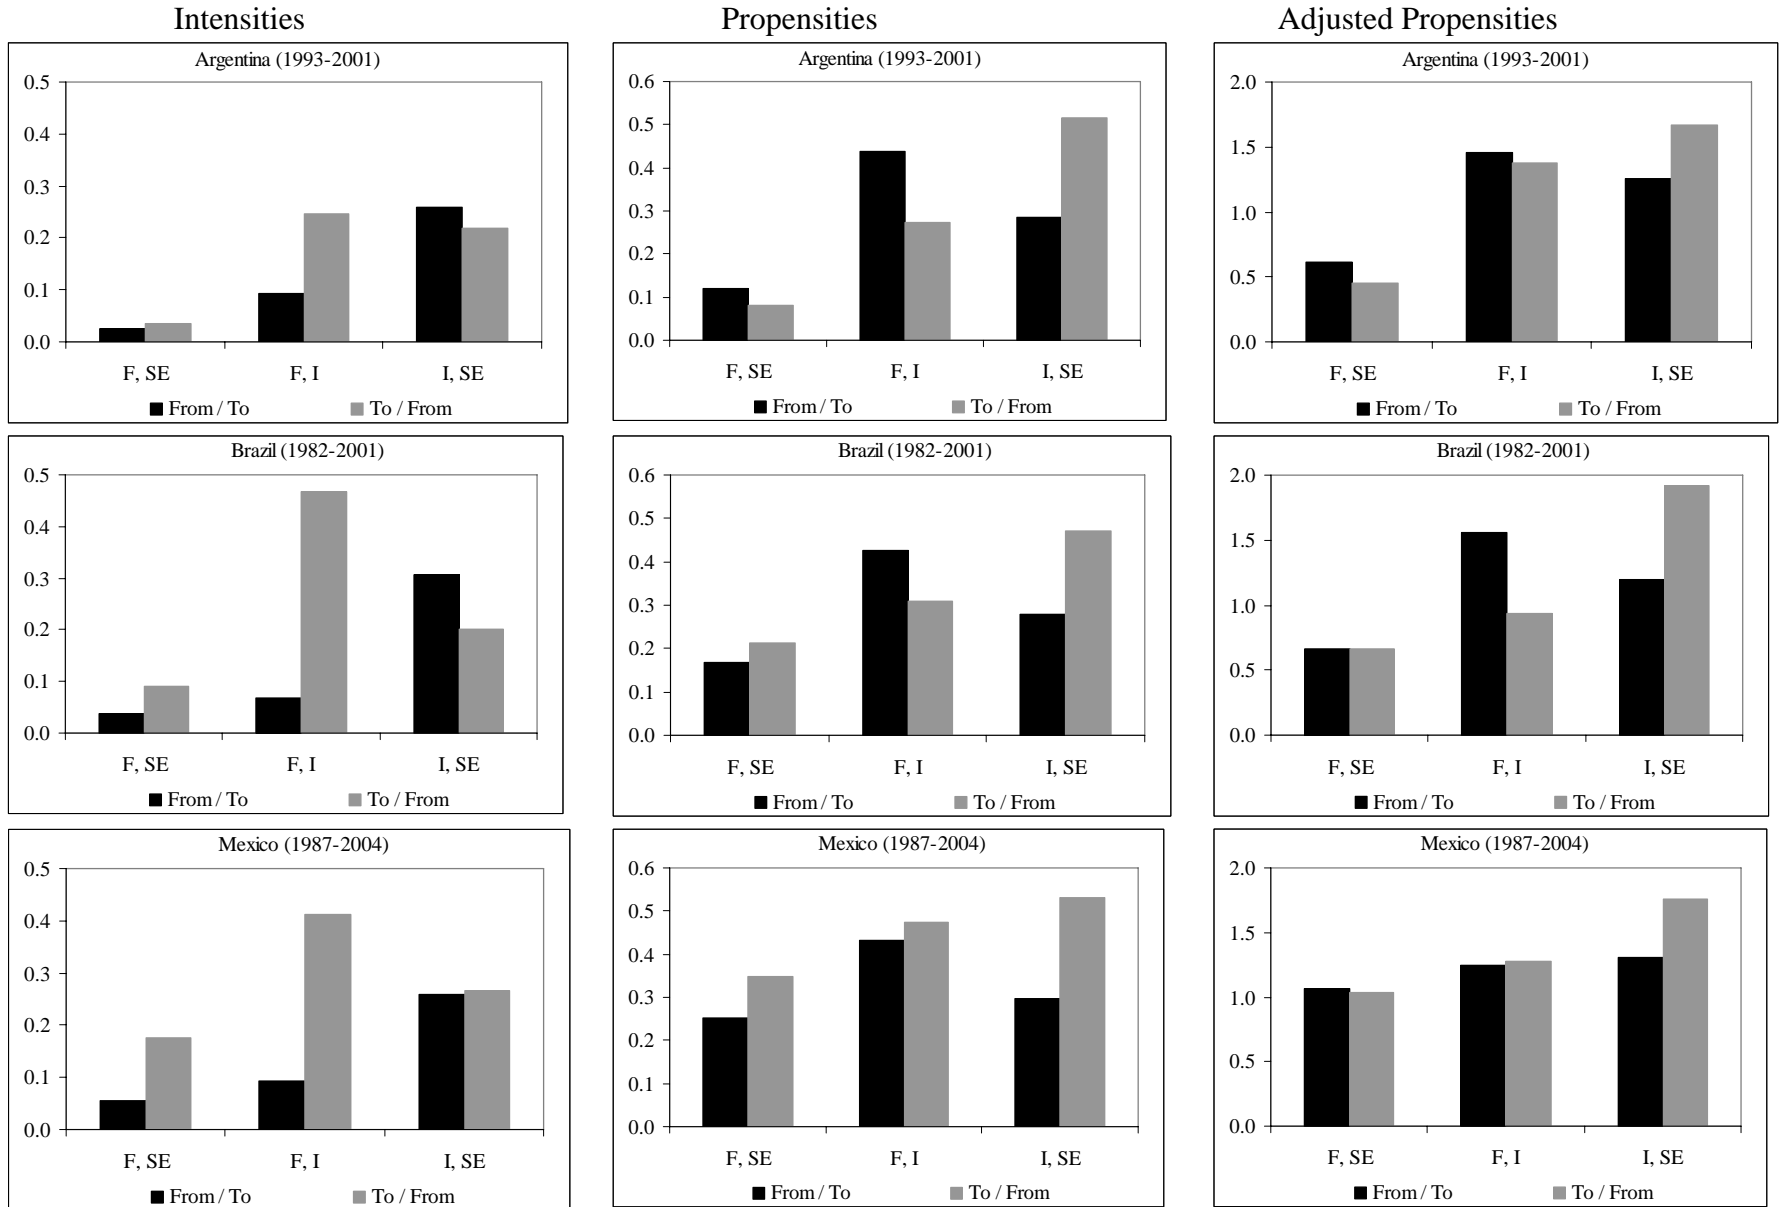 Intensities
Propensities
Adjusted Propensities
Argentina (1993-2001)
0.5
0.4
0.3
0.2
0.1
0.0
F, SE
F, I
I, SE
From / To
To / From
Argentina (1993-2001)
0.6
0.5
0.4
0.3
0.2
0.1
0.0
F, SE
F, I
I, SE
From / To
To / From
Argentina (1993-2001)
2.0
1.5
1.0
0.5
0.0
F, SE
F, I
I, SE
From / To
To / From
Brazil (1982-2001)
0.5
0.4
0.3
0.2
0.1
0.0
F, SE
F, I
I, SE
From / To
To / From
Brazil (1982-2001)
0.6
0.5
0.4
0.3
0.2
0.1
0.0
F, SE
F, I
I, SE
From / To
To / From
Brazil (1982-2001)
2.0
1.5
1.0
0.5
0.0
F, SE
F, I
I, SE
From / To
To / From
Mexico (1987-2004)
0.5
0.4
0.3
0.2
0.1
0.0
F, SE
F, I
I, SE
From / To
To / From
Mexico (1987-2004)
0.6
0.5
0.4
0.3
0.2
0.1
0.0
F, SE
F, I
I, SE
From / To
To / From
Mexico (1987-2004)
2.0
1.5
1.0
0.5
0.0
F, SE
F, I
I, SE
From / To
To / From